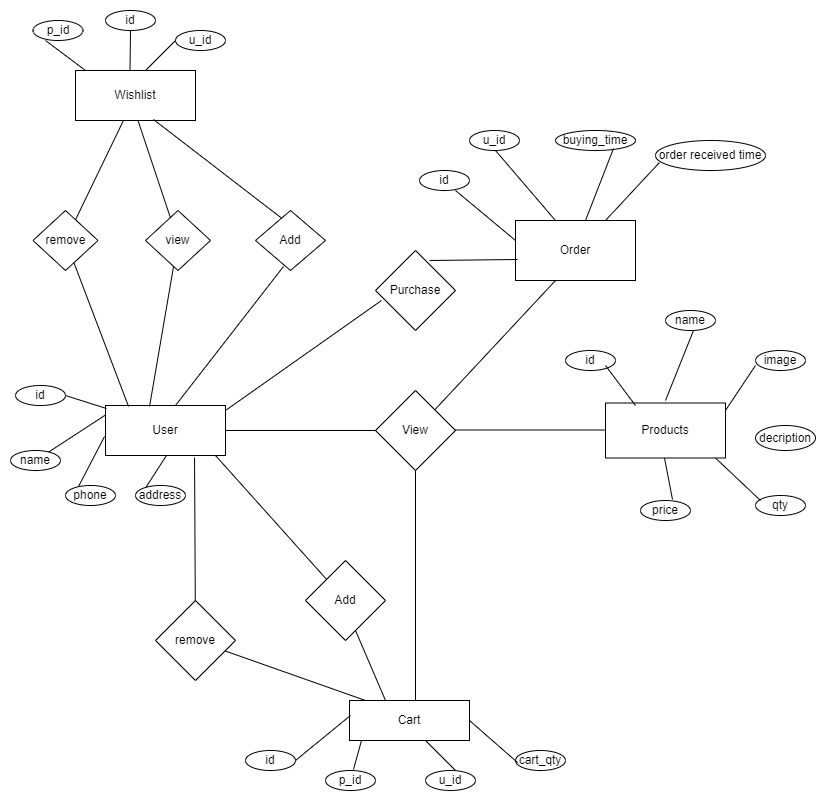 id
p_id
u_id
Wishlist
u_id
buying_time
order received time
id
remove
view
Add
Order
Purchase
name
id
image
id
User
View
Products
decription
name
phone
address
price
qty
Add
remove
Cart
id
p_id
u_id
cart_qty